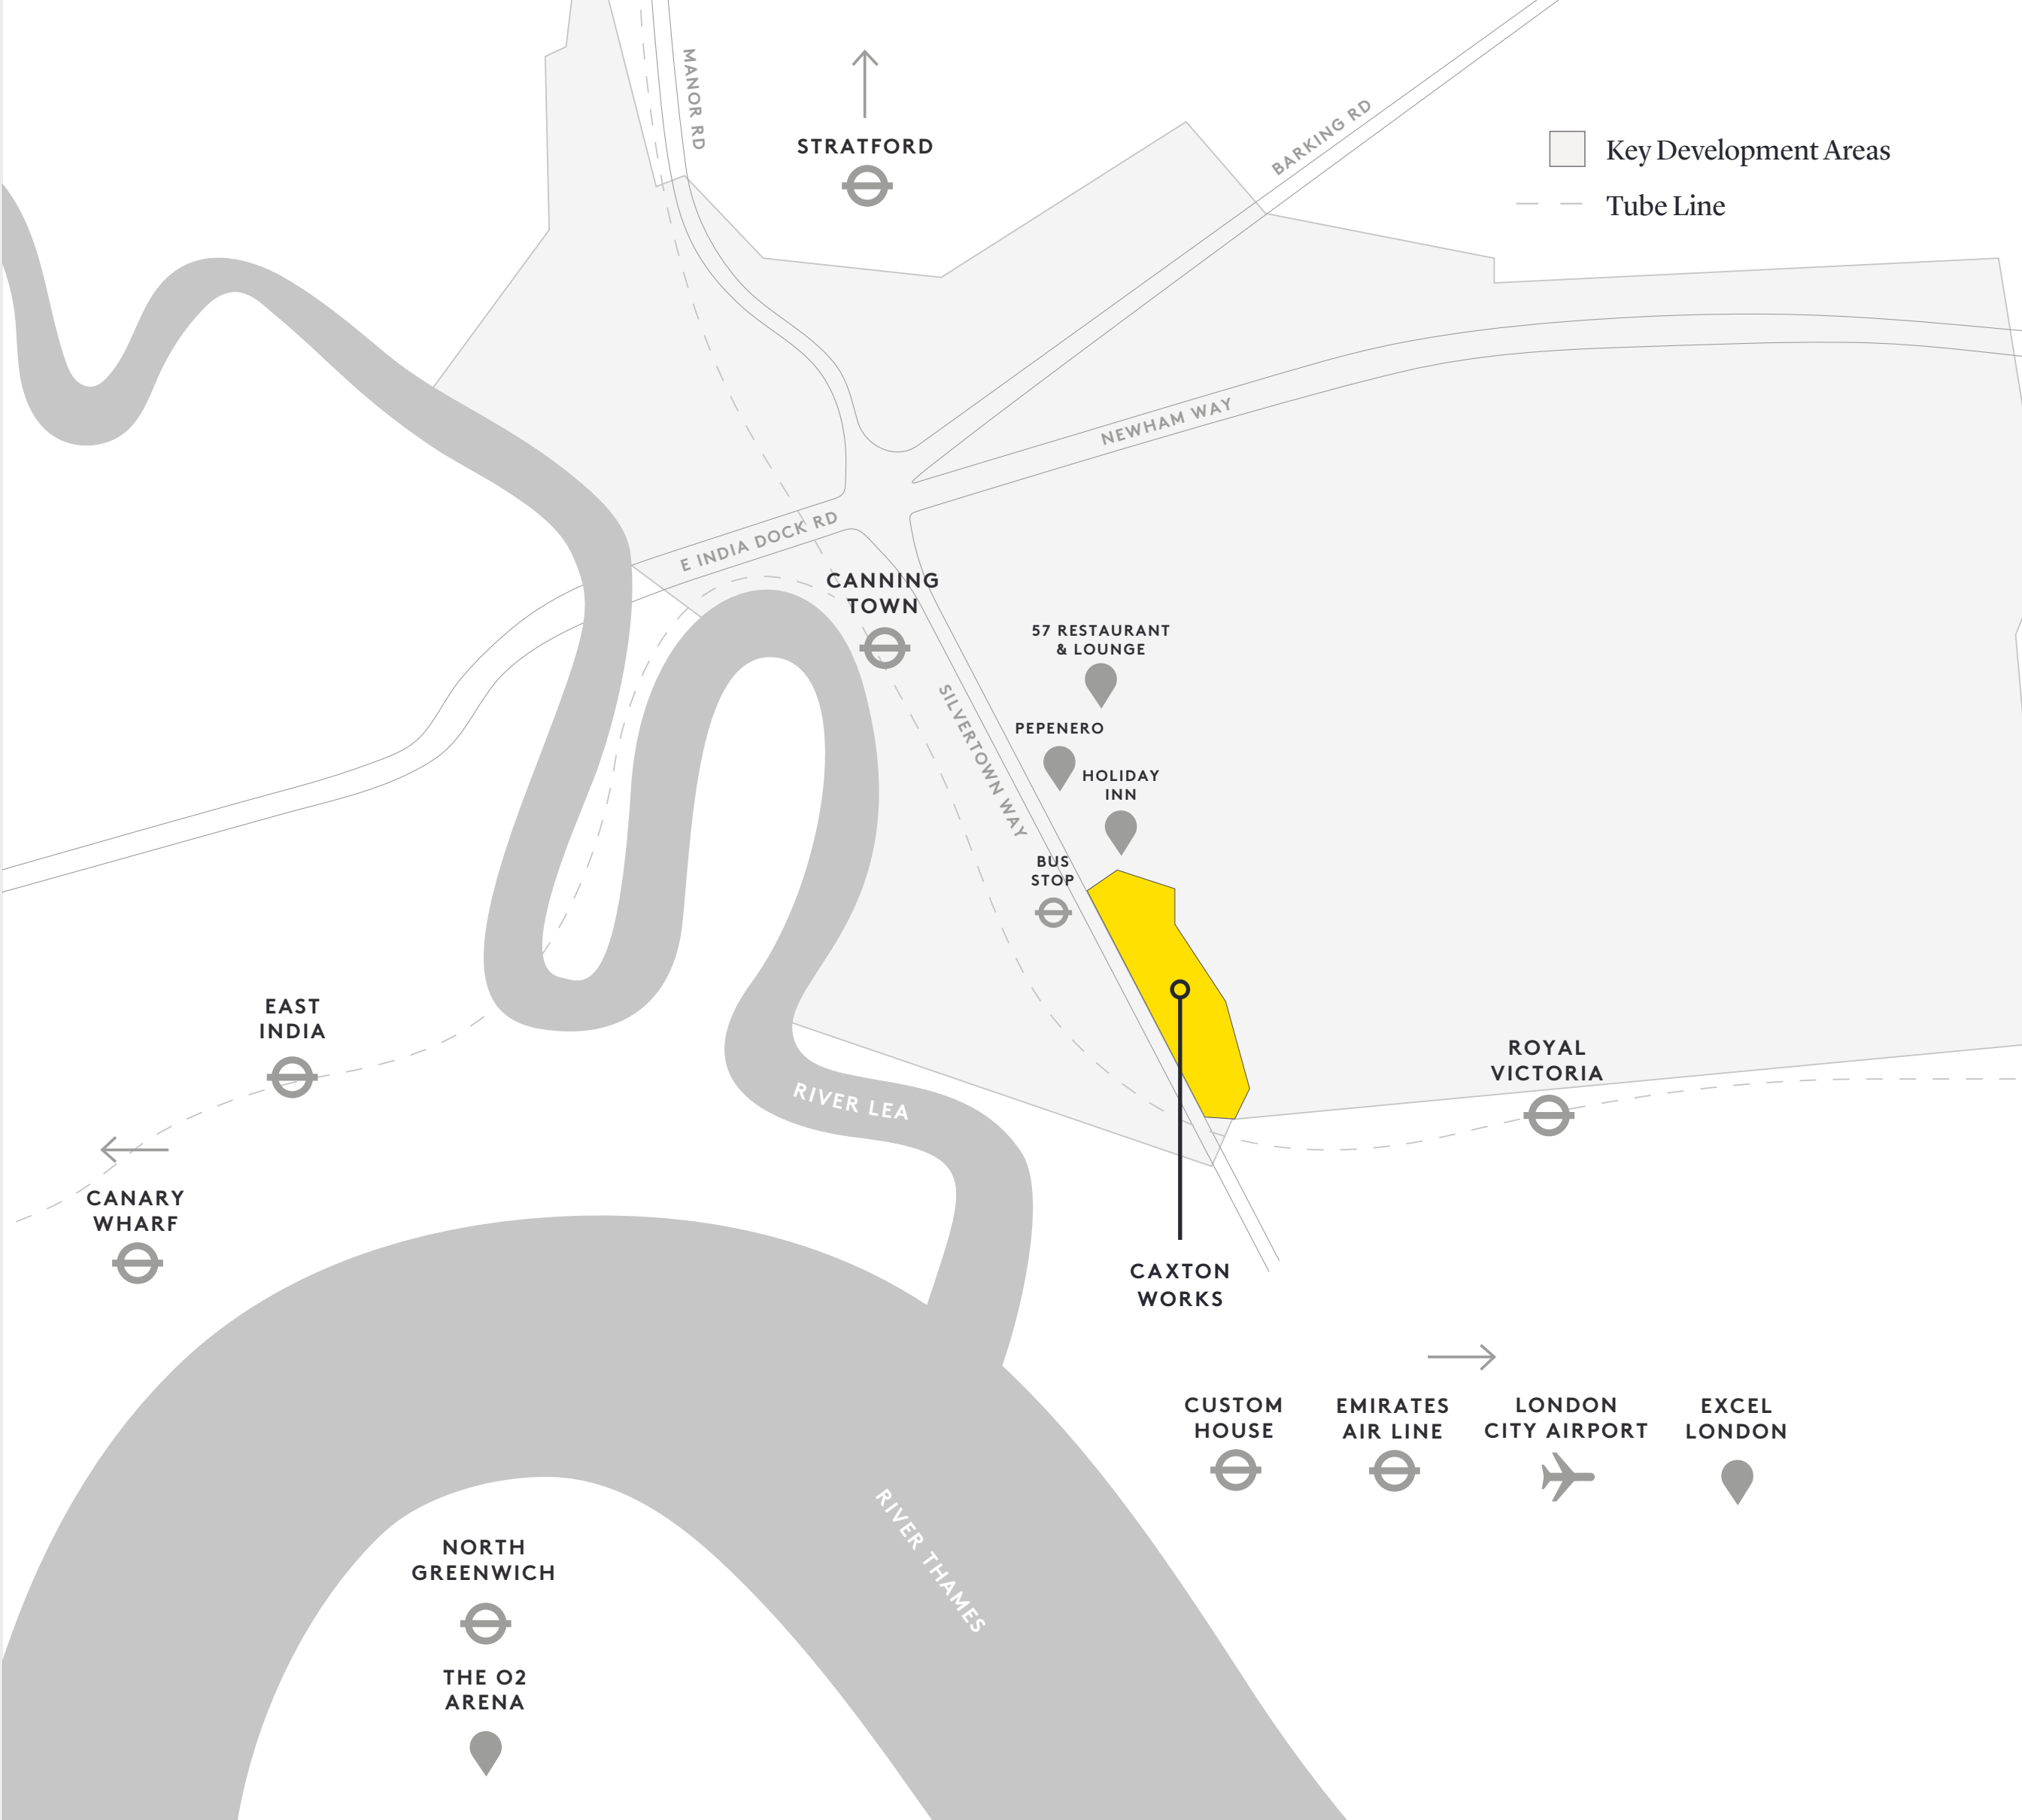 MANOR RD
STRATFORD
BARKING RD
Key Development Areas
Tube Line
NEWHAM WAY
E INDIA DOCK RD
CANNING
TOWN
57 RESTAURANT
& LOUNGE
SILVERTOWN WAY
PEPENERO
HOLIDAY
INN
BUS
STOP
EAST
INDIA
ROYAL
VICTORIA
RIVER LEA
CANARY
WHARF
CAXTON
WORKS
CUSTOM
HOUSE
EMIRATES
AIR LINE
LONDON
CITY AIRPORT
EXCEL
LONDON
RIVER THAMES
NORTH
GREENWICH
THE O2
ARENA